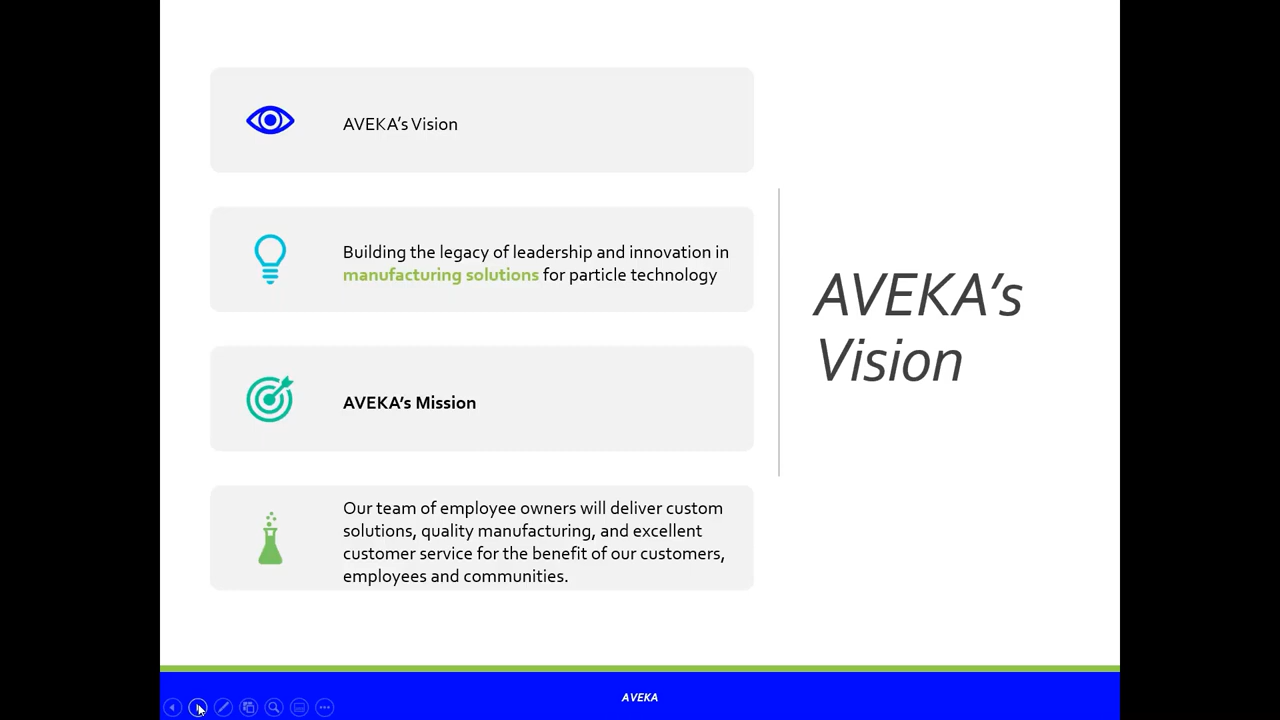 AVEKA's Vision
Building the legacy of leadership and innovation in
manufacturing solutions for particle technology
AVEKA's Mission
Our team of employee owners will deliver custom
solutions, quality manufacturing, and excellent
customer service for the benefit of our customers,
employees and communities.
AVEKA's
Vision
AVEKA